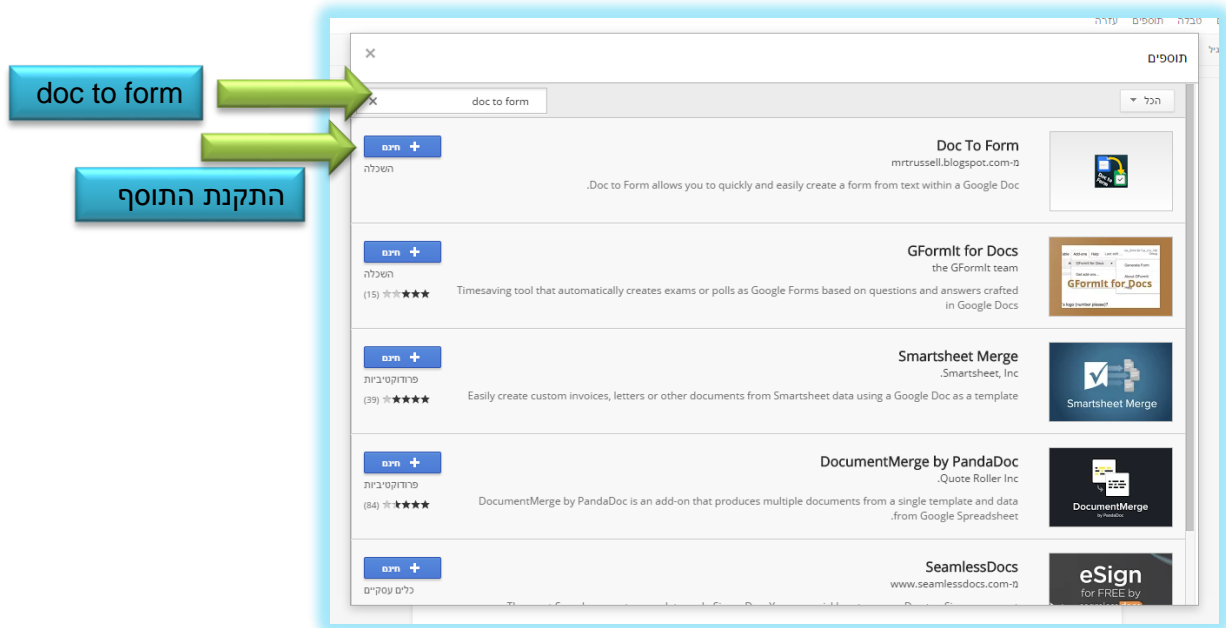 טבלה תוספים עזרה
תוספים
doc to form
doc to form
הכל
התקנת התוסף
Doc To Form
מ-mrtrussell.blogspot.com
Doc to Form allows you to quickly and easily create a form from text within a Google Doc.
חינם
השכלה
GFormIt for Docs
the GFormIt team
Timesaving tool that automatically creates exams or polls as Google Forms based on questions and answers crafted
in Google Docs
חינם
השכלה
(15)
GFormIt for Docs
Smartsheet Merge
Smartsheet, Inc.
Easily create custom invoices, letters or other documents from Smartsheet data using a Google Doc as a template
חינם
פרודוקטיביות
(39)
Smartsheet Merge
DocumentMerge by PandaDoc
Quote Roller Inc.
DocumentMerge by PandaDoc is an add-on that produces multiple documents from a single template and data
from Google Spreadsheet.
חינם
פרודוקטיביות
(84)
DocumentMerge
by PandaDoc
SeamlessDocs
מ-www.seamlessdocs.com
חינם
כלים עסקיים
eSign
for FREE by